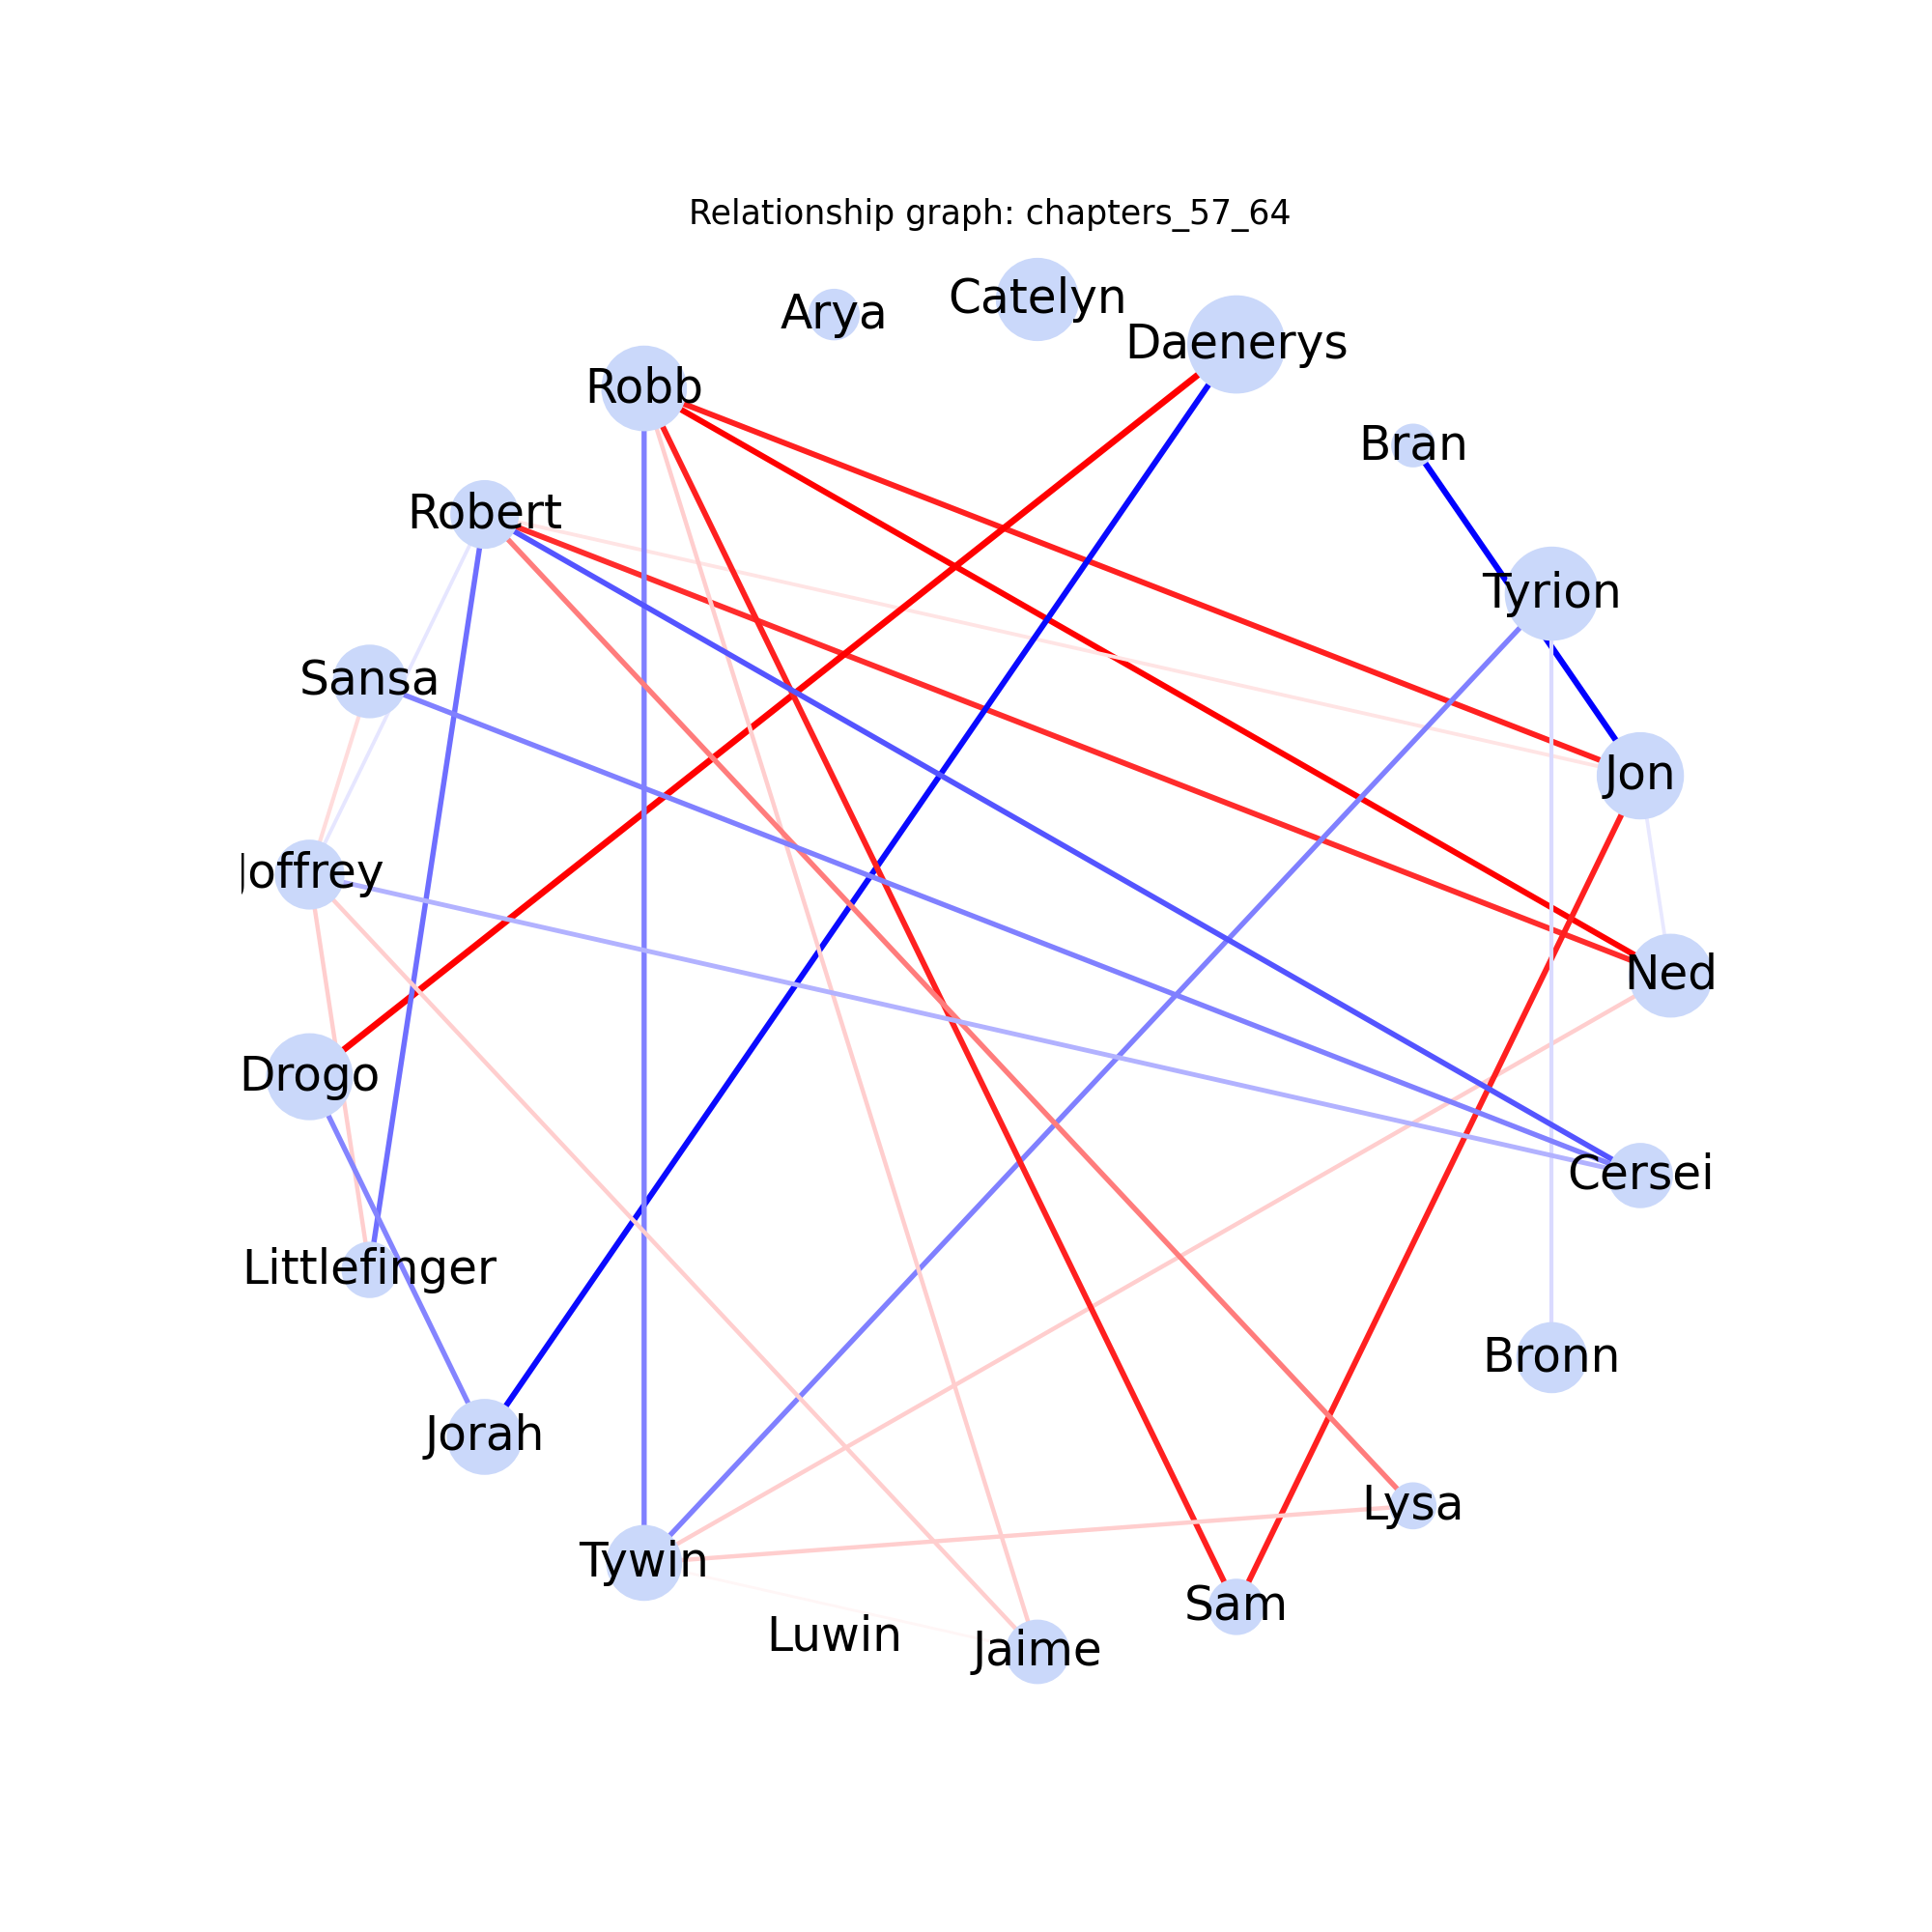 Relationship graph: chapters_57_64
Catelyn
Arya
Daenerys
Robb
Bran
Robert
Tyrion
Sansa
Jon
Joffrey
Ned
Drogo
Cersei
Littlefinger
Bronn
Jorah
Lysa
Tywin
Sam
Luwin
Jaime